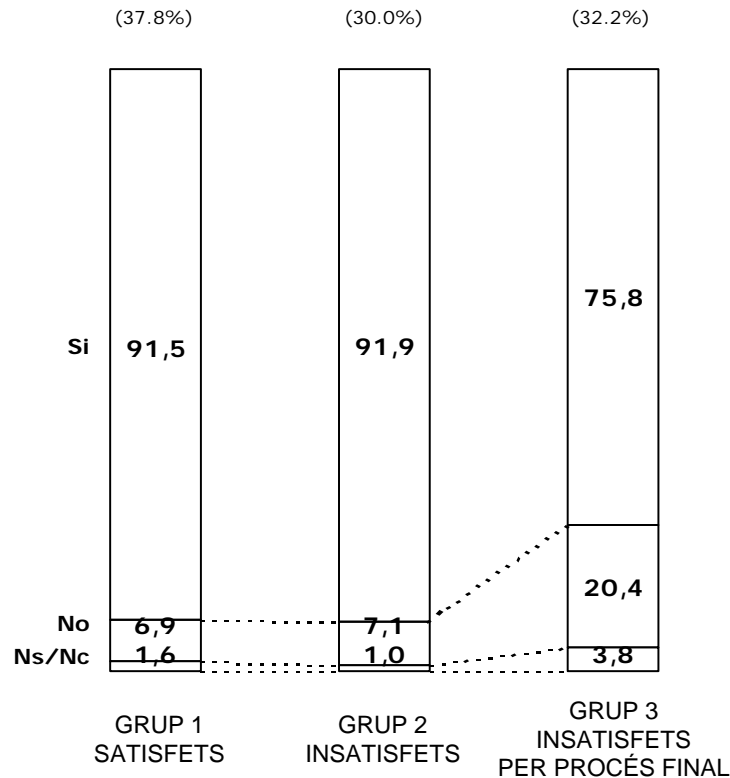 (37.8%) (30.0%) (32.2%)
75,8
Si 91,5 91,9
20,4
No 6,9 7,1
Ns/Nc 1,6 1,0 3,8
GRUP 1
SATISFETS
GRUP 2
INSATISFETS
GRUP 3
INSATISFETS
PER PROCÉS FINAL